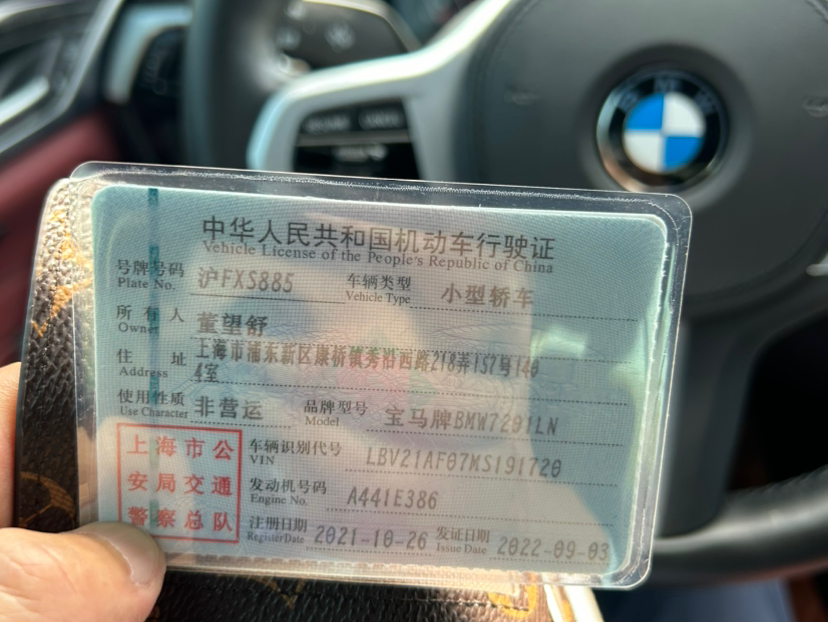 中华人民共和国机动车行驶证
Vehicle License of the People's Republic of China
号牌号码 沪FXS885 车辆类型 小型轿车
Plate No. Vehicle Type
所有人 董望舒
Owner
住址 上海市浦东新区康桥镇秀沿西路218弄157号140
Address 4室
使用性质 非营运 品牌型号 宝马牌BMW7201LN
Use Character Model
上海市公 车辆识别代号 LBV21AF07MS191720
安局交通 VIN
警察总队 发动机号码 A441E386
Engine No.
注册日期 2021-10-26 发证日期 2022-09-03
Register Date Issue Date